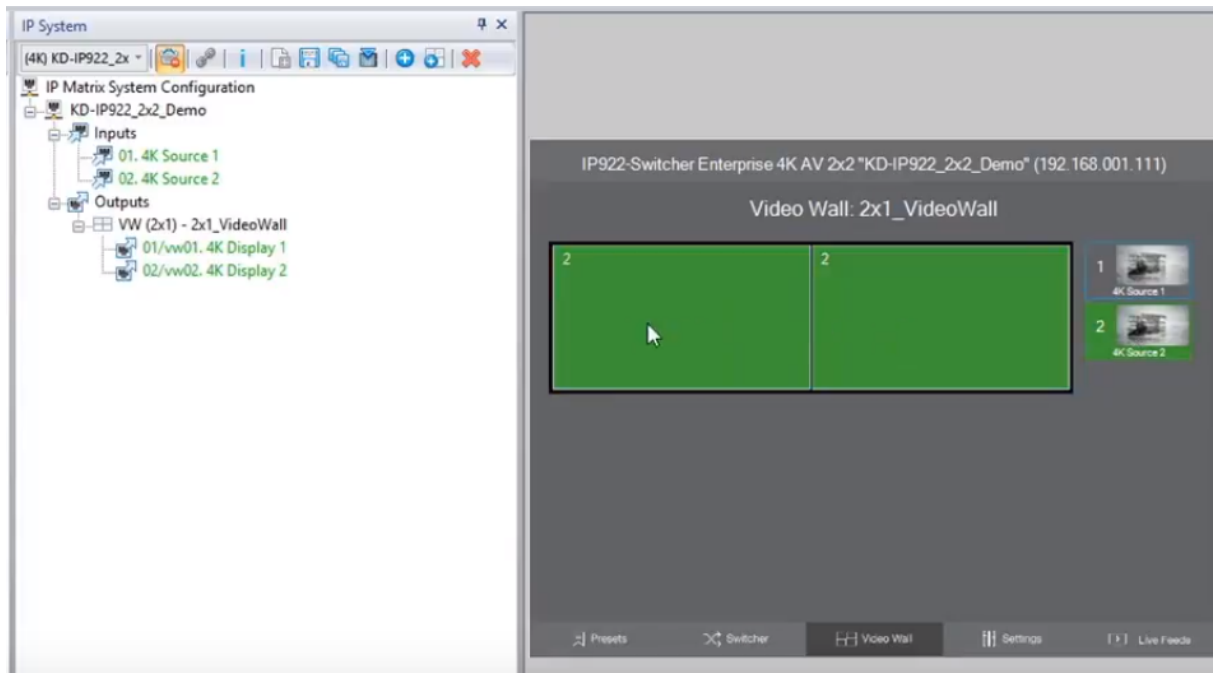 IP System
(4K) KD-IP922_2x
IP Matrix System Configuration
KD-IP922_2x2_Demo
Inputs
01. 4K Source 1
02. 4K Source 2
Outputs
VW (2x1) - 2x1_VideoWall
01/vw01. 4K Display 1
02/vw02. 4K Display 2
IP922-Switcher Enterprise 4K AV 2x2 "KD-IP922_2x2_Demo" (192.168.001.111)
Video Wall: 2x1_VideoWall
2
2
1
4K Source 1
2
4K Source 2
Presets
Switcher
Video Wall
Settings
Live Feeds